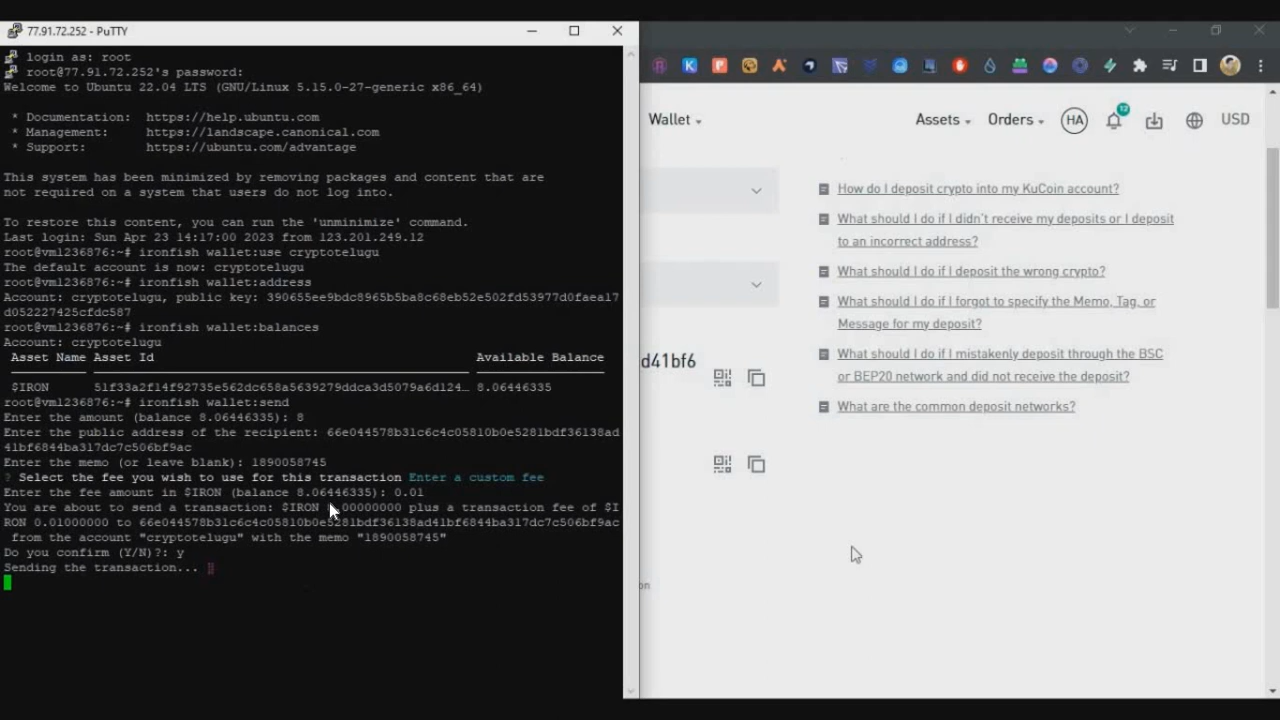 77.91.72.252 - PuTTY
login as: root
root@77.91.72.252's password:
Welcome to Ubuntu 22.04 LTS (GNU/Linux 5.15.0-27-generic x86_64)
* Documentation: https://help.ubuntu.com
* Management: https://landscape.canonical.com
* Support: https://ubuntu.com/advantage
This system has been minimized by removing packages and content that are
not required on a system that users do not log into.
To restore this content, you can run the 'unminimize' command.
Last login: Sun Apr 23 14:17:00 2023 from 123.201.249.12
root@vm1236876:~# ironfish wallet:use cryptotelugu
The default account is now: cryptotelugu
root@vm1236876:~# ironfish wallet:address
Account: cryptotelugu, public key: 390655ee9bdc8965b5ba8c68eb52e502fd53977d0faea17
d052227425cfdc587
root@vm1236876:~# ironfish wallet:balances
Account: cryptotelugu
Asset Name Asset Id Available Balance
$IRON 51f33a2f14f92735e562dc658a5639279ddca3d5079a6d124… 8.06446335
root@vm1236876:~# ironfish wallet:send
Enter the amount (balance 8.06446335): 8
Enter the public address of the recipient: 66e044578b31c6c4c05810b0e5281bdf36138ad
41bf6844ba317dc7c506bf9ac
Enter the memo (or leave blank): 1890058745
? Select the fee you wish to use for this transaction Enter a custom fee
Enter the fee amount in $IRON (balance 8.06446335): 0.01
You are about to send a transaction: $IRON 00000000 plus a transaction fee of $I
RON 0.01000000 to 66e044578b31c6c4c05810b0e5281bdf36138ad41bf6844ba317dc7c506bf9ac
from the account "cryptotelugu" with the memo "1890058745"
Do you confirm (Y/N)?: y
Sending the transaction...
Wallet
Assets
Orders
HA
12
USD
How do I deposit crypto into my KuCoin account?
What should I do if I didn't receive my deposits or I deposit
to an incorrect address?
What should I do if I deposit the wrong crypto?
What should I do if I forgot to specify the Memo, Tag, or
Message for my deposit?
What should I do if I mistakenly deposit through the BSC
or BEP20 network and did not receive the deposit?
What are the common deposit networks?
d41bf6
on